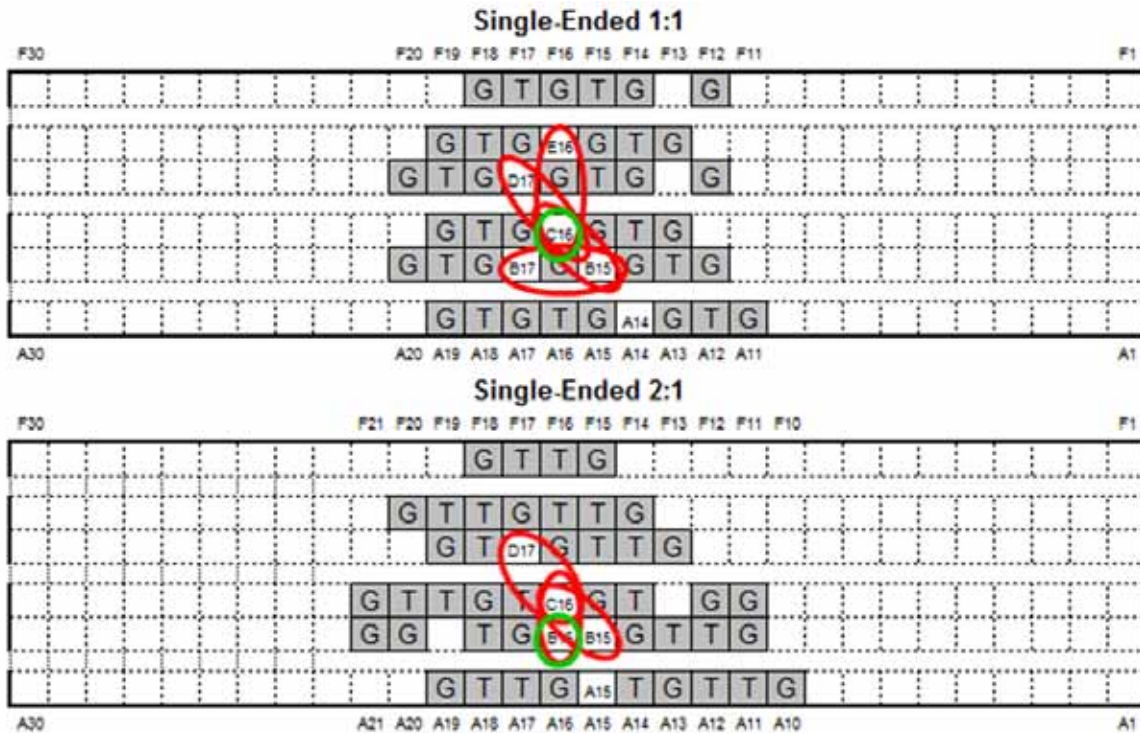 Single-Ended 1:1
F30 F20 F19 F18 F17 F16 F15 F14 F13 F12 F11 F1
G T G T G G
G T G E16 G T G
G T G D17 G T G G
G T G C16 G T G
G T G B17 G B15 G T G
G T G T G A14 G T G
A30 A20 A19 A18 A17 A16 A15 A14 A13 A12 A11 A1
Single-Ended 2:1
F30 F21 F20 F19 F18 F17 F16 F15 F14 F13 F12 F11 F10 F1
G T T G
G T T G T T G
G T D17 G T T G
G T T G T C16 G T G G
G G T G B15 G T T G
G T T G A15 T G T T G
A30 A21 A20 A19 A18 A17 A16 A15 A14 A13 A12 A11 A10 A1